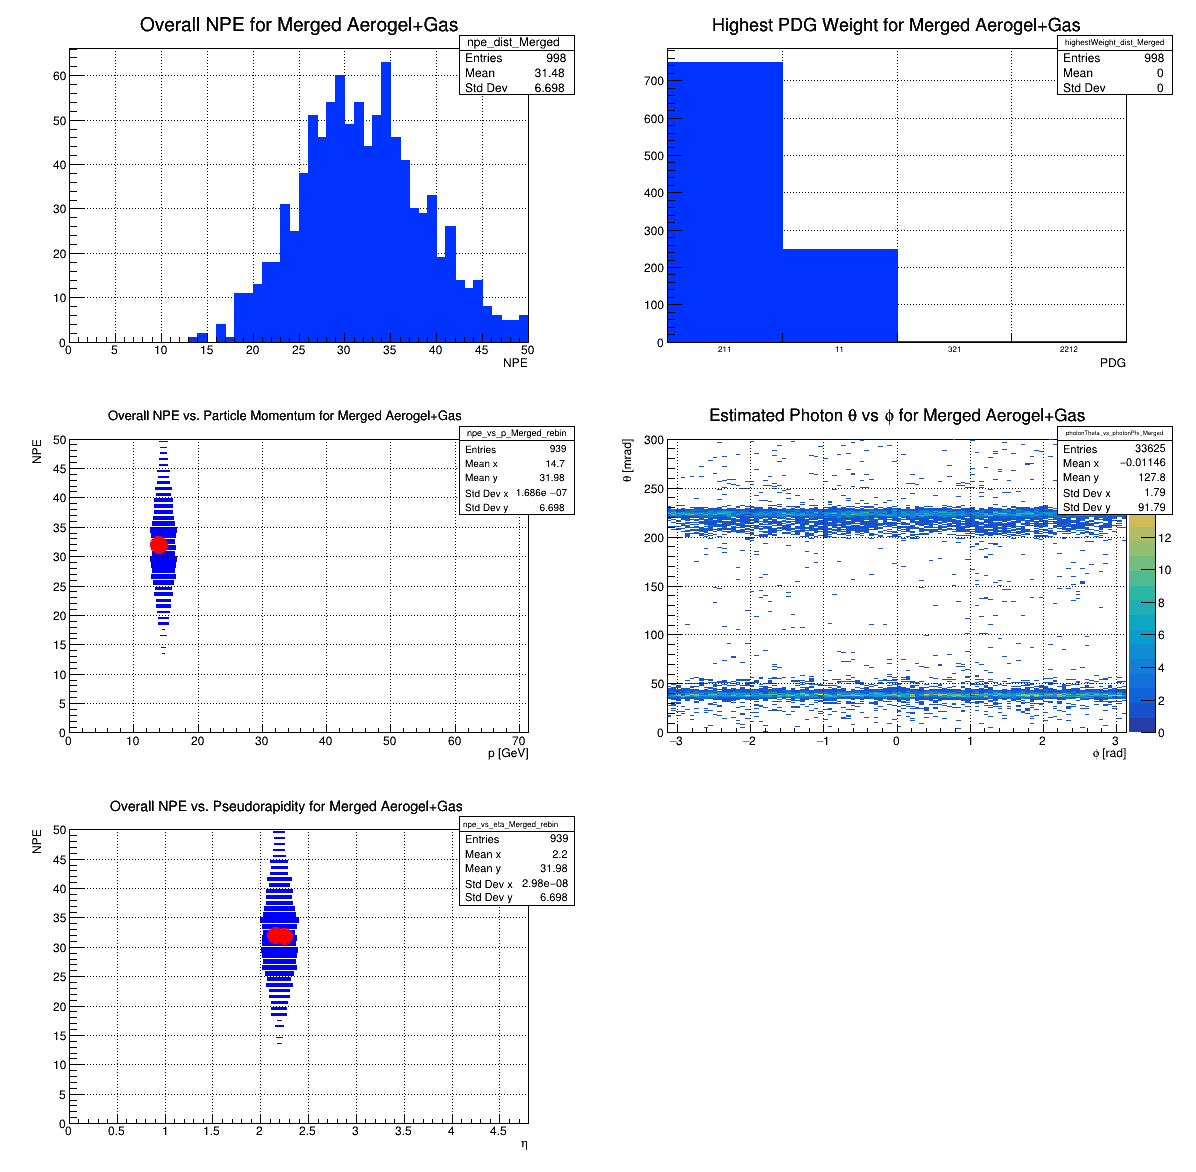 Overall NPE for Merged Aerogel+Gas
npe_dist_Merged
Entries 998
Mean 31.48
Std Dev 6.698
60
50
40
30
20
10
0
0 5 10 15 20 25 30 35 40 45 50
NPE
Highest PDG Weight for Merged Aerogel+Gas
highestWeight_dist_Merged
Entries 998
Mean 0
Std Dev 0
700
600
500
400
300
200
100
0
211 11 321 2212
PDG
Overall NPE vs. Particle Momentum for Merged Aerogel+Gas
npe_vs_p_Merged_rebin
Entries 939
Mean x 14.7
Mean y 31.98
Std Dev x 1.686e −07
Std Dev y 6.698
NPE
50
45
40
35
30
25
20
15
10
5
0
0 10 20 30 40 50 60 70
p [GeV]
Estimated Photon θ vs ϕ for Merged Aerogel+Gas
photonTheta_vs_photonPhi_Merged
Entries 33625
Mean x −0.01146
Mean y 127.8
Std Dev x 1.79
Std Dev y 91.79
θ [mrad]
300
250
200
150
100
50
0
−3 −2 −1 0 1 2 3
ϕ [rad]
12
10
8
6
4
2
0
Overall NPE vs. Pseudorapidity for Merged Aerogel+Gas
npe_vs_eta_Merged_rebin
Entries 939
Mean x 2.2
Mean y 31.98
Std Dev x 2.98e−08
Std Dev y 6.698
NPE
50
45
40
35
30
25
20
15
10
5
0
0 0.5 1 1.5 2 2.5 3 3.5 4 4.5
η